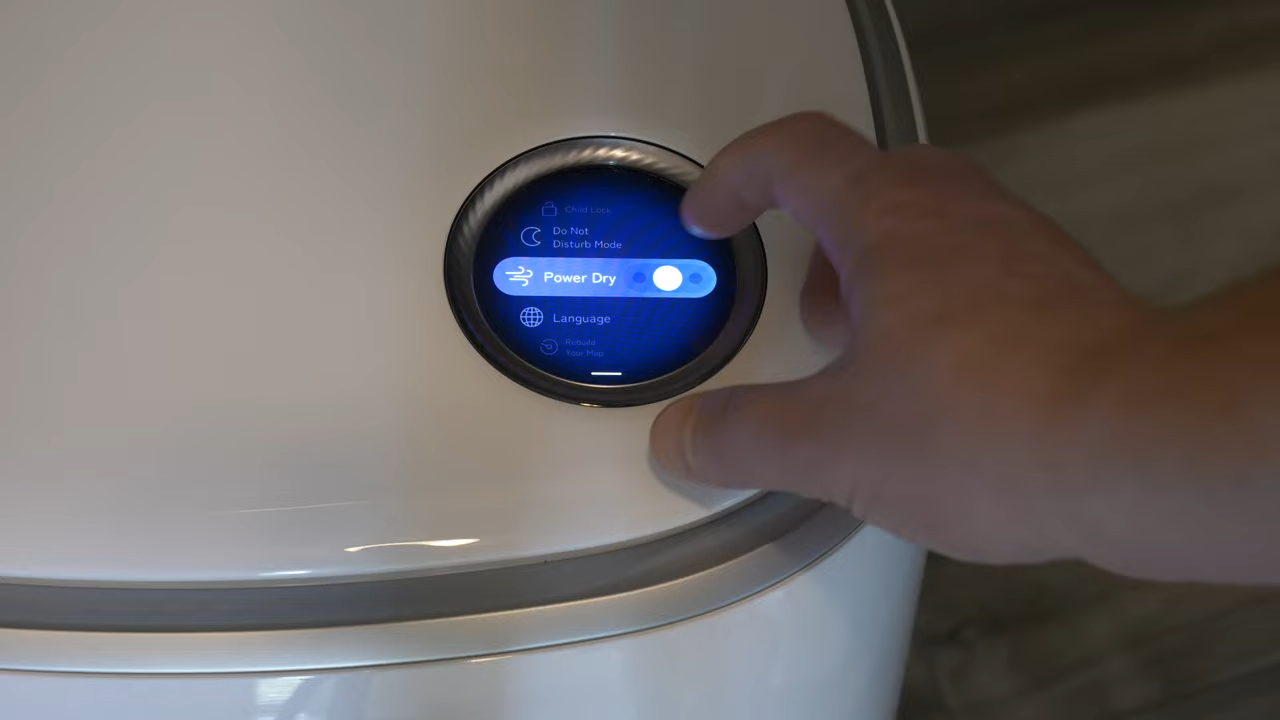 Child Lock
Do Not
Disturb Mode
Power Dry
Language
Rebuild
Your Map